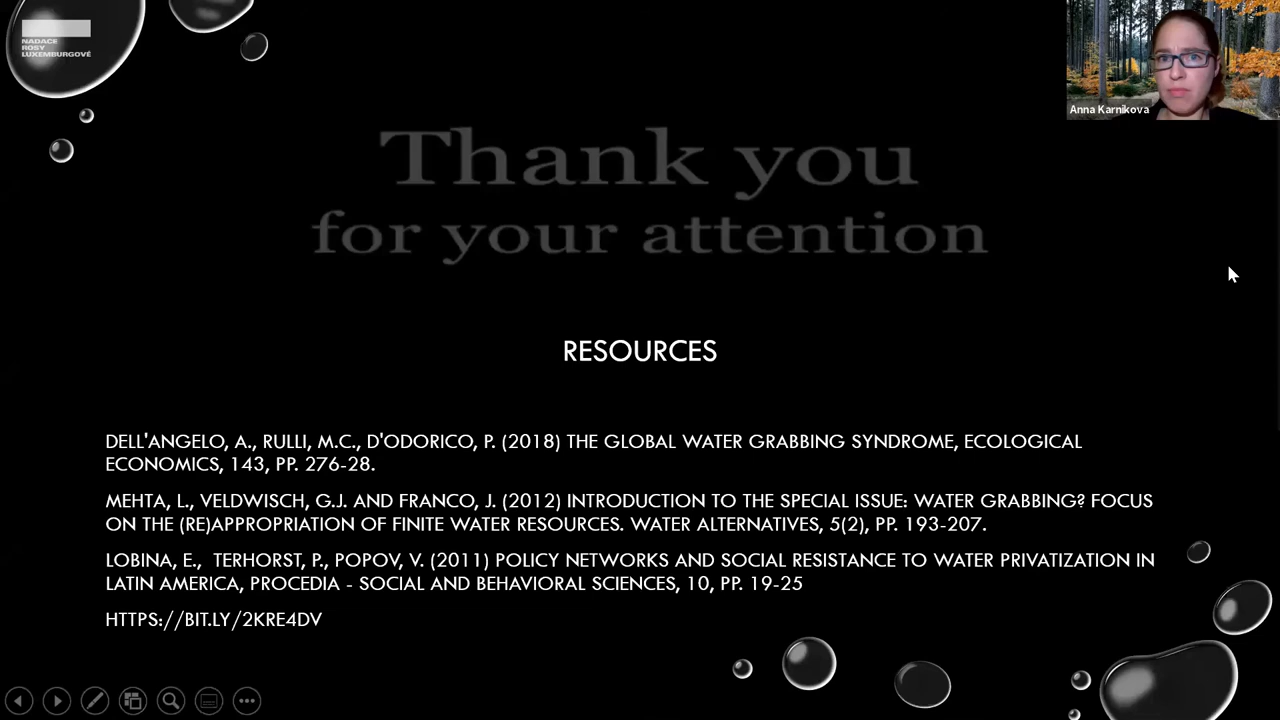 NADACE
ROSY
LUXEMBURGOVÉ
Anna Karnikova
Thank you
for your attention
RESOURCES
DELL'ANGELO, A., RULLI, M.C., D'ODORICO, P. (2018) THE GLOBAL WATER GRABBING SYNDROME, ECOLOGICAL
ECONOMICS, 143, PP. 276-28.
MEHTA, L., VELDWISCH, G.J. AND FRANCO, J. (2012) INTRODUCTION TO THE SPECIAL ISSUE: WATER GRABBING? FOCUS
ON THE (RE)APPROPRIATION OF FINITE WATER RESOURCES. WATER ALTERNATIVES, 5(2), PP. 193-207.
LOBINA, E., TERHORST, P., POPOV, V. (2011) POLICY NETWORKS AND SOCIAL RESISTANCE TO WATER PRIVATIZATION IN
LATIN AMERICA, PROCEDIA - SOCIAL AND BEHAVIORAL SCIENCES, 10, PP. 19-25
HTTPS://BIT.LY/2KRE4DV